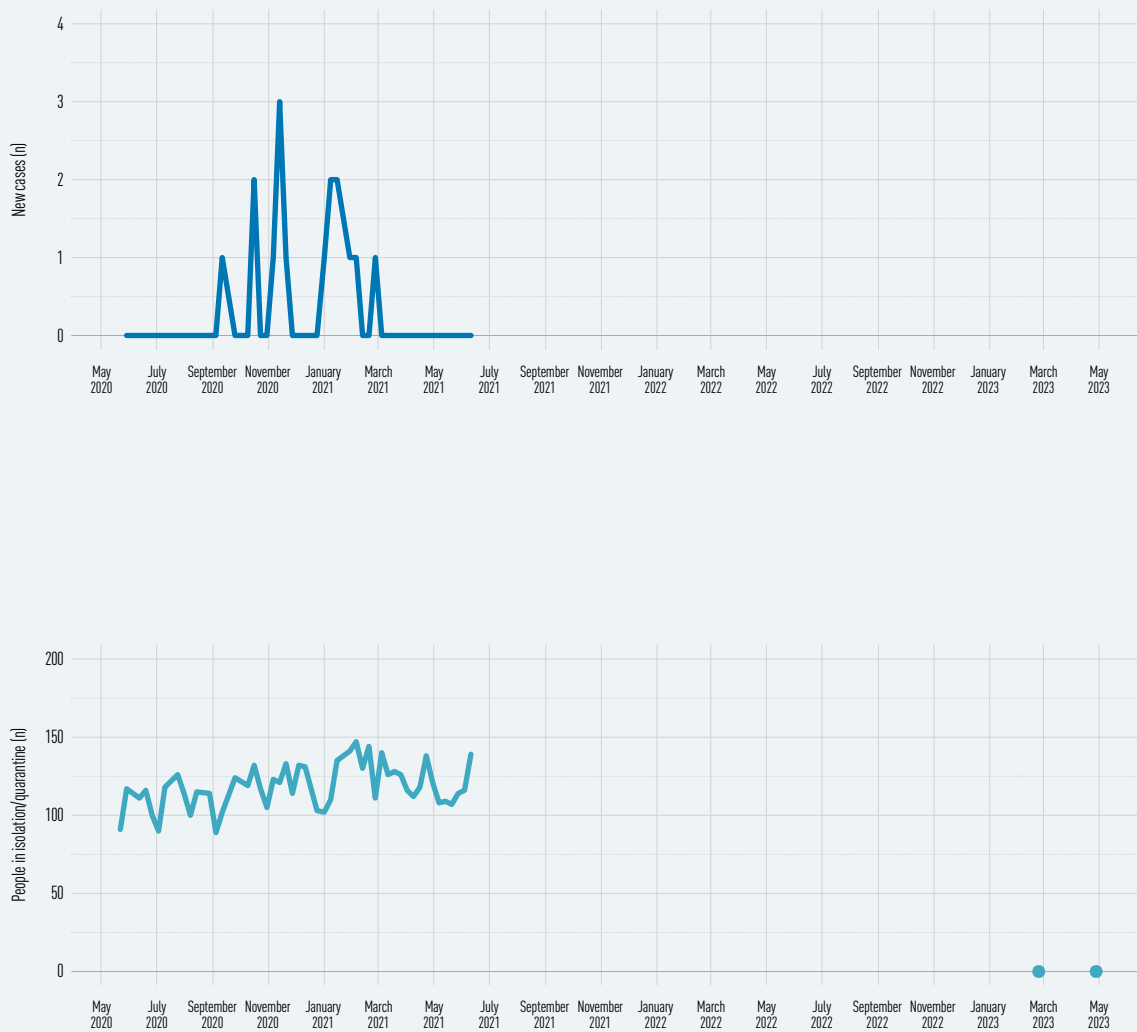 4
3
2
1
0
New cases (n)
May July September November January March May July September November January March May July September November January March May
2020 2020 2020 2020 2021 2021 2021 2021 2021 2021 2022 2022 2022 2022 2022 2022 2023 2023 2023
200
150
100
50
0
People in isolation/quarantine (n)
May July September November January March May July September November January March May July September November January March May
2020 2020 2020 2020 2021 2021 2021 2021 2021 2021 2022 2022 2022 2022 2022 2022 2023 2023 2023